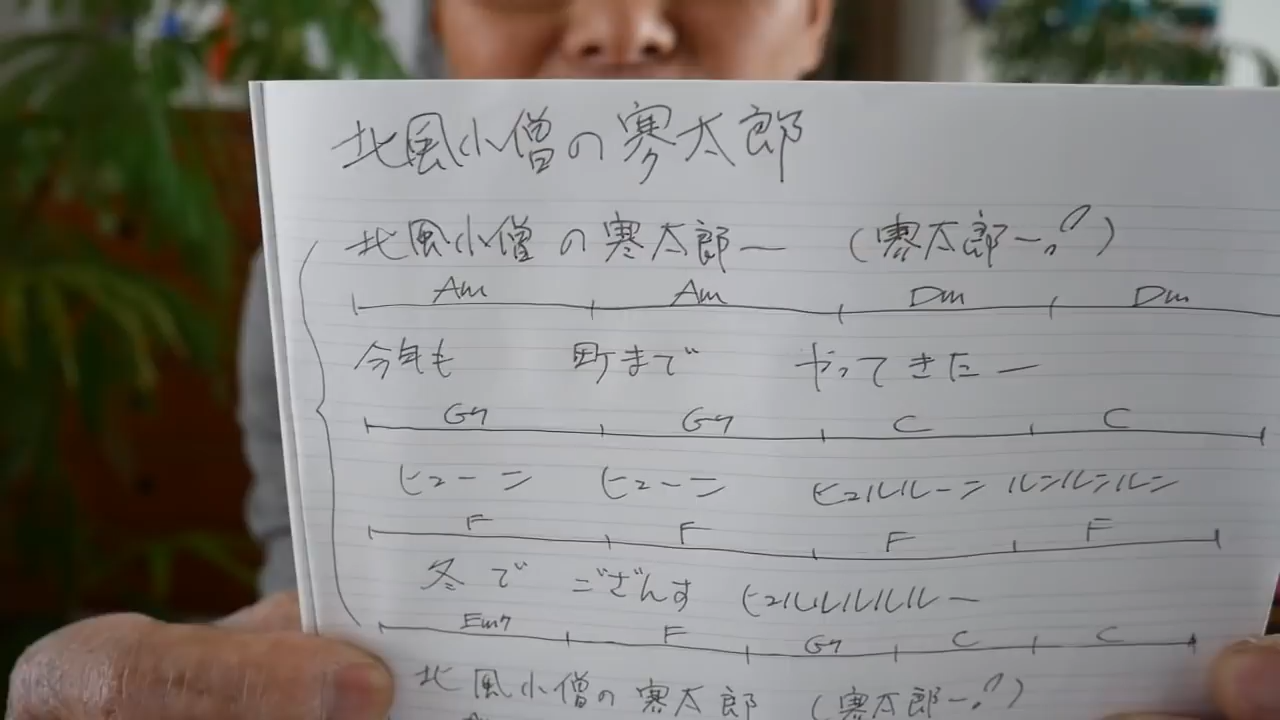 北風小僧の寒太郎
北風小僧の寒太郎ー (寒太郎ー!?)
Am Am Dm Dm
今年も 町まで やってきたー
G7 G7 C C
ヒューン ヒューン ヒュルルーン ルンルンルン
F F F F
冬で ござんす ヒュルルルルルー
Em7 F G7 C C
北風小僧の寒太郎 (寒太郎ー!?)